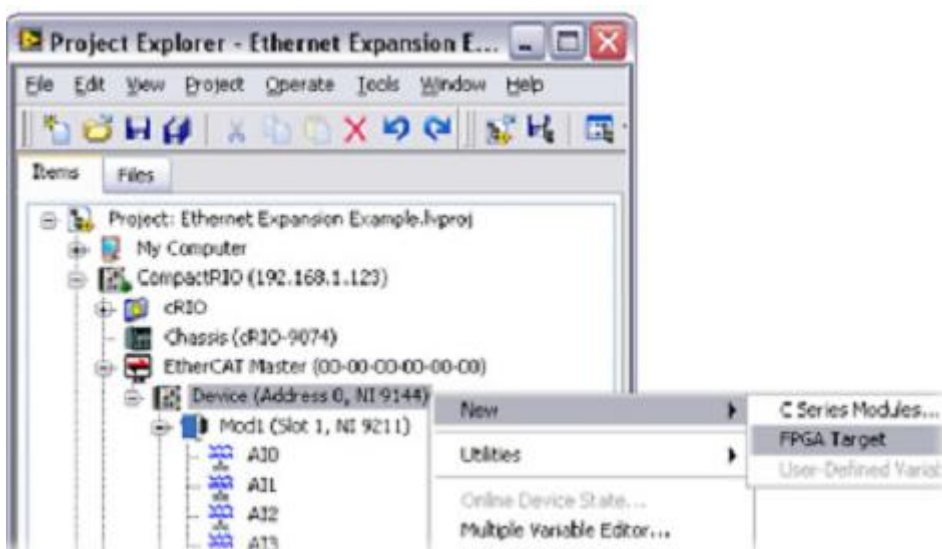 Project Explorer - Ethernet Expansion E...
File Edit View Project Operate Tools Window Help
Items Files
Project: Ethernet Expansion Example.lvproj
My Computer
CompactRIO (192.168.1.123)
cRIO
Chassis (cRIO-9074)
EtherCAT Master (00-00-00-00-00-00)
Device (Address 0, NI 9144)
New
C Series Modules...
Mod1 (Slot 1, NI 9211)
FPGA Target
AI0
Utilities
User-Defined
AI1
Online Device State...
AI2
Multiple Variable Editor...
AI3